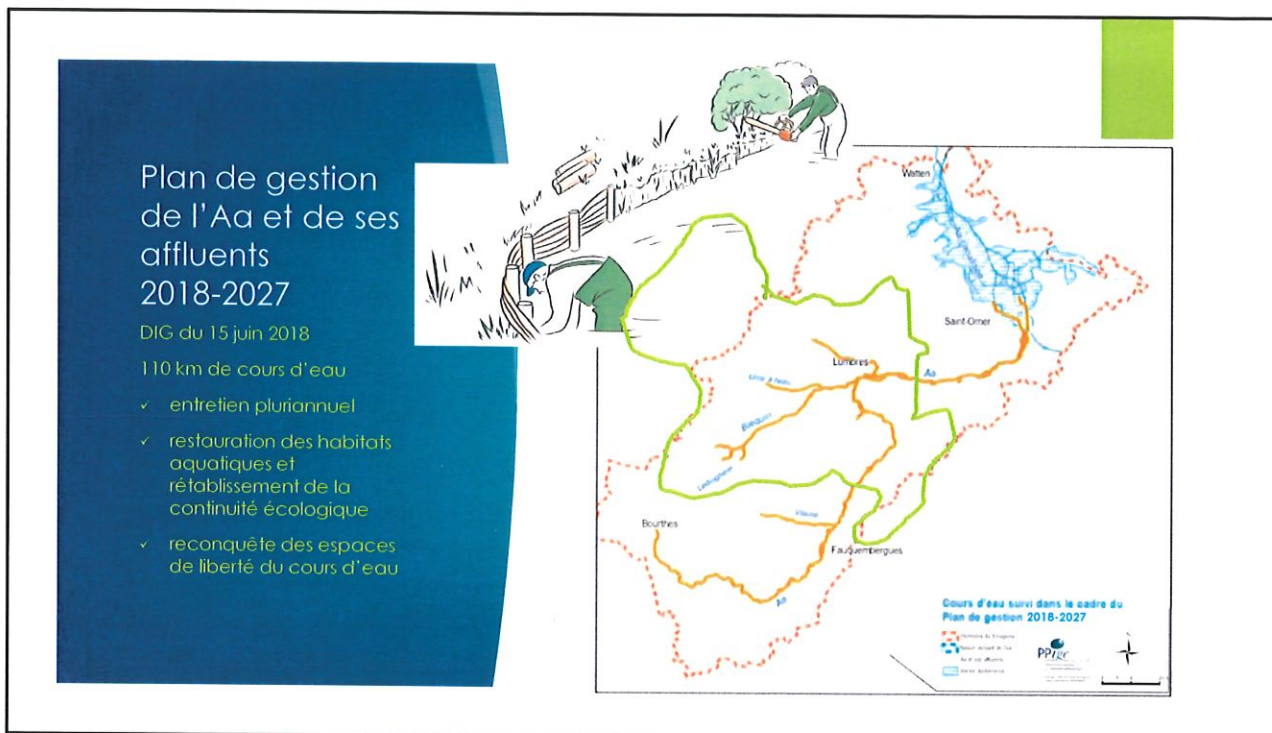 Plan de gestion
de l'Aa et de ses
affluents
2018-2027
DIG du 15 juin 2018
110 km de cours d'eau
✓ entretien pluriannuel
✓ restauration des habitats
aquatiques et
rétablissement de la
continuité écologique
✓ reconquête des espaces
de liberté du cours d'eau
Watten
Saint-Omer
Lumbres
Aa
Bléquin
Bourthes
Fauquembergues
Aa
Cours d'eau suivi dans le cadre du
Plan de gestion 2018-2027
PPige